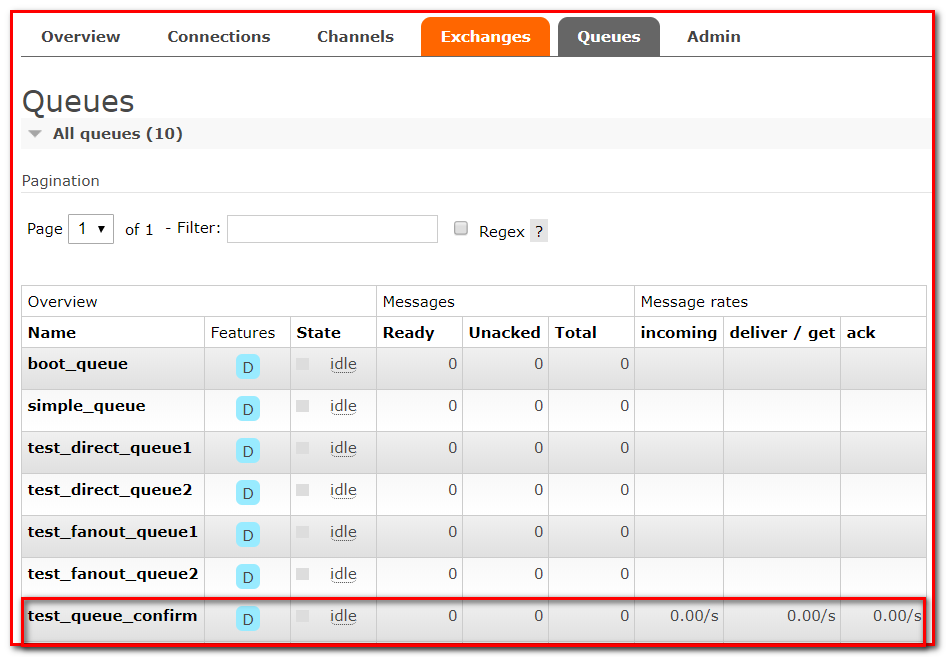 Overview Connections Channels Exchanges Queues Admin
Queues
All queues (10)
Pagination
Page 1 of 1 - Filter: Regex ?
Overview Messages Message rates
Name Features State Ready Unacked Total incoming deliver / get ack
boot_queue D idle 0 0 0
simple_queue D idle 0 0 0
test_direct_queue1 D idle 0 0 0
test_direct_queue2 D idle 0 0 0
test_fanout_queue1 D idle 0 0 0
test_fanout_queue2 D idle 0 0 0
test_queue_confirm D idle 0 0 0 0.00/s 0.00/s 0.00/s